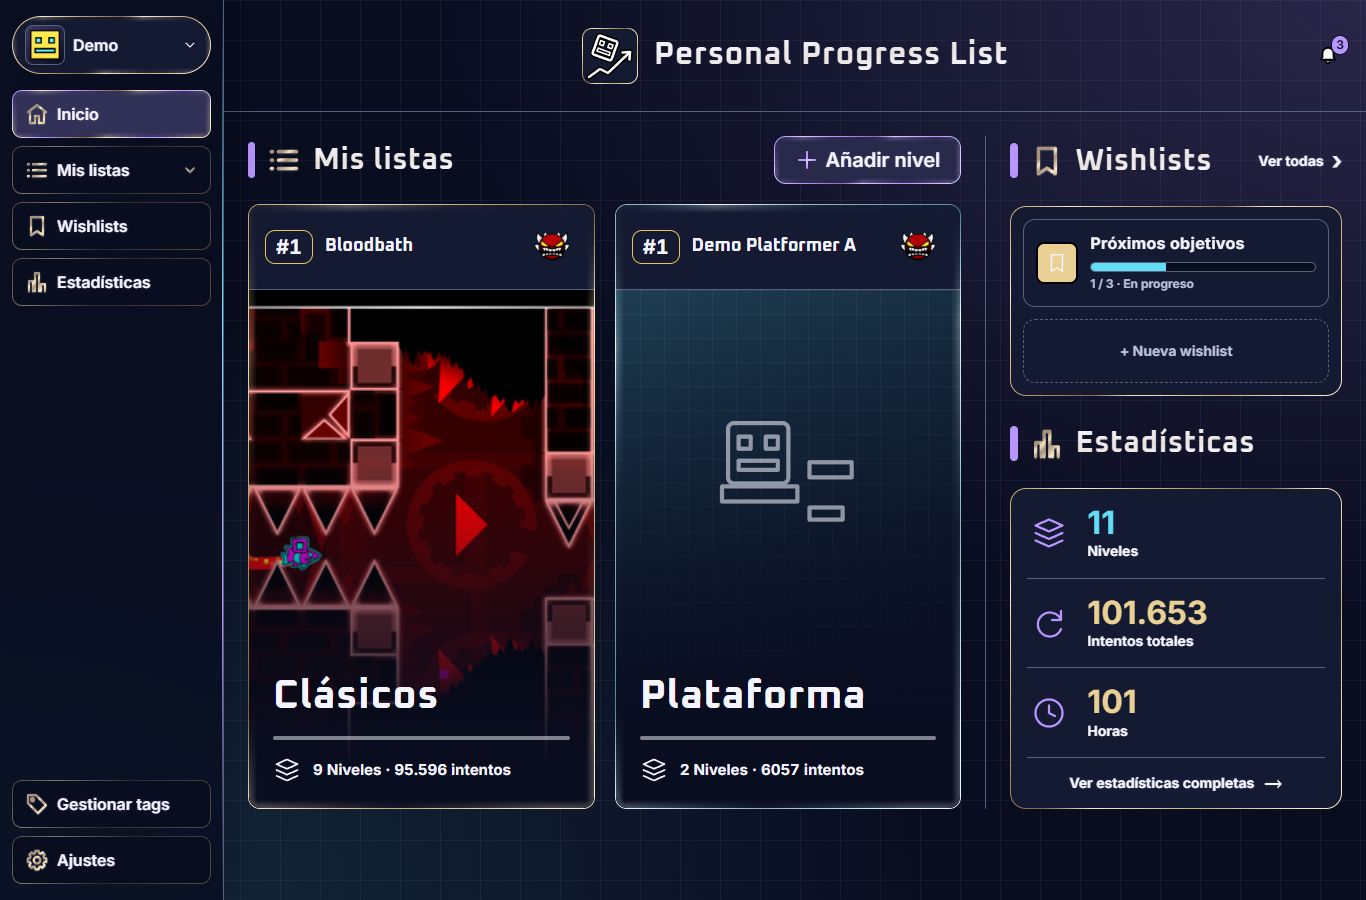 Demo
Inicio
Mis listas
Wishlists
Estadísticas
Gestionar tags
Ajustes
Personal Progress List
3
Mis listas
+ Añadir nivel
#1 Bloodbath
Clásicos
9 Niveles · 95.596 intentos
#1 Demo Platformer A
Plataforma
2 Niveles · 6057 intentos
Wishlists
Ver todas
Próximos objetivos
1 / 3 · En progreso
+ Nueva wishlist
Estadísticas
11
Niveles
101.653
Intentos totales
101
Horas
Ver estadísticas completas →